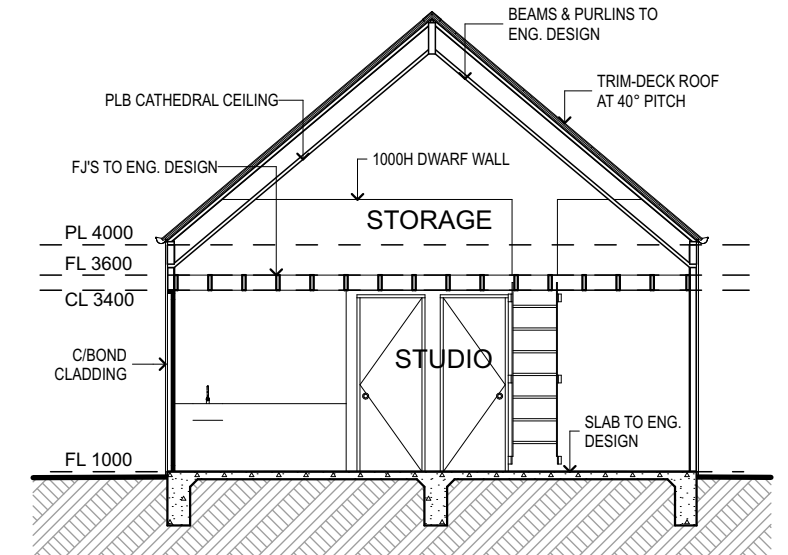 BEAMS & PURLINS TO
ENG. DESIGN
TRIM-DECK ROOF
AT 40° PITCH
PLB CATHEDRAL CEILING
1000H DWARF WALL
FJ'S TO ENG. DESIGN
STORAGE
PL 4000
FL 3600
CL 3400
C/BOND
CLADDING
STUDIO
SLAB TO ENG.
DESIGN
FL 1000